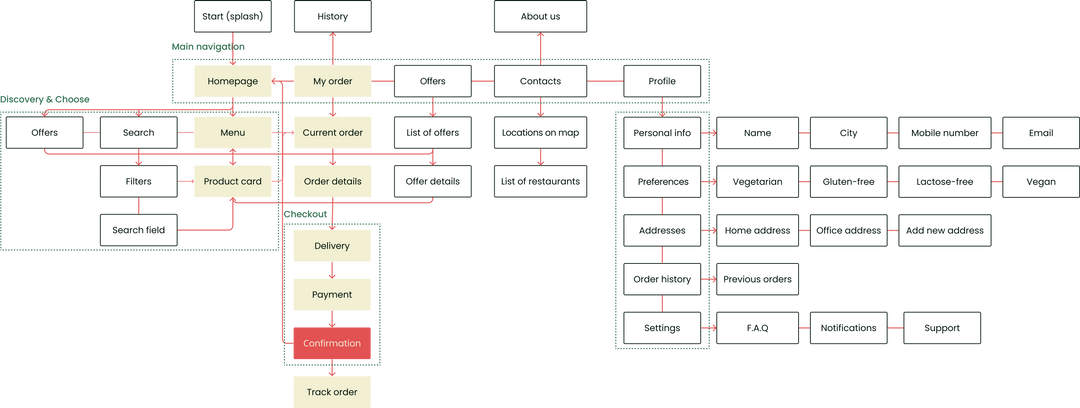 Start (splash)
History
About us
Main navigation
Homepage
My order
Offers
Contacts
Profile
Discovery & Choose
Offers
Search
Menu
Current order
List of offers
Locations on map
Personal info
Name
City
Mobile number
Email
Filters
Product card
Order details
Offer details
List of restaurants
Preferences
Vegetarian
Gluten-free
Lactose-free
Vegan
Search field
Checkout
Addresses
Home address
Office address
Add new address
Delivery
Order history
Previous orders
Payment
Settings
F.A.Q
Notifications
Support
Confirmation
Track order